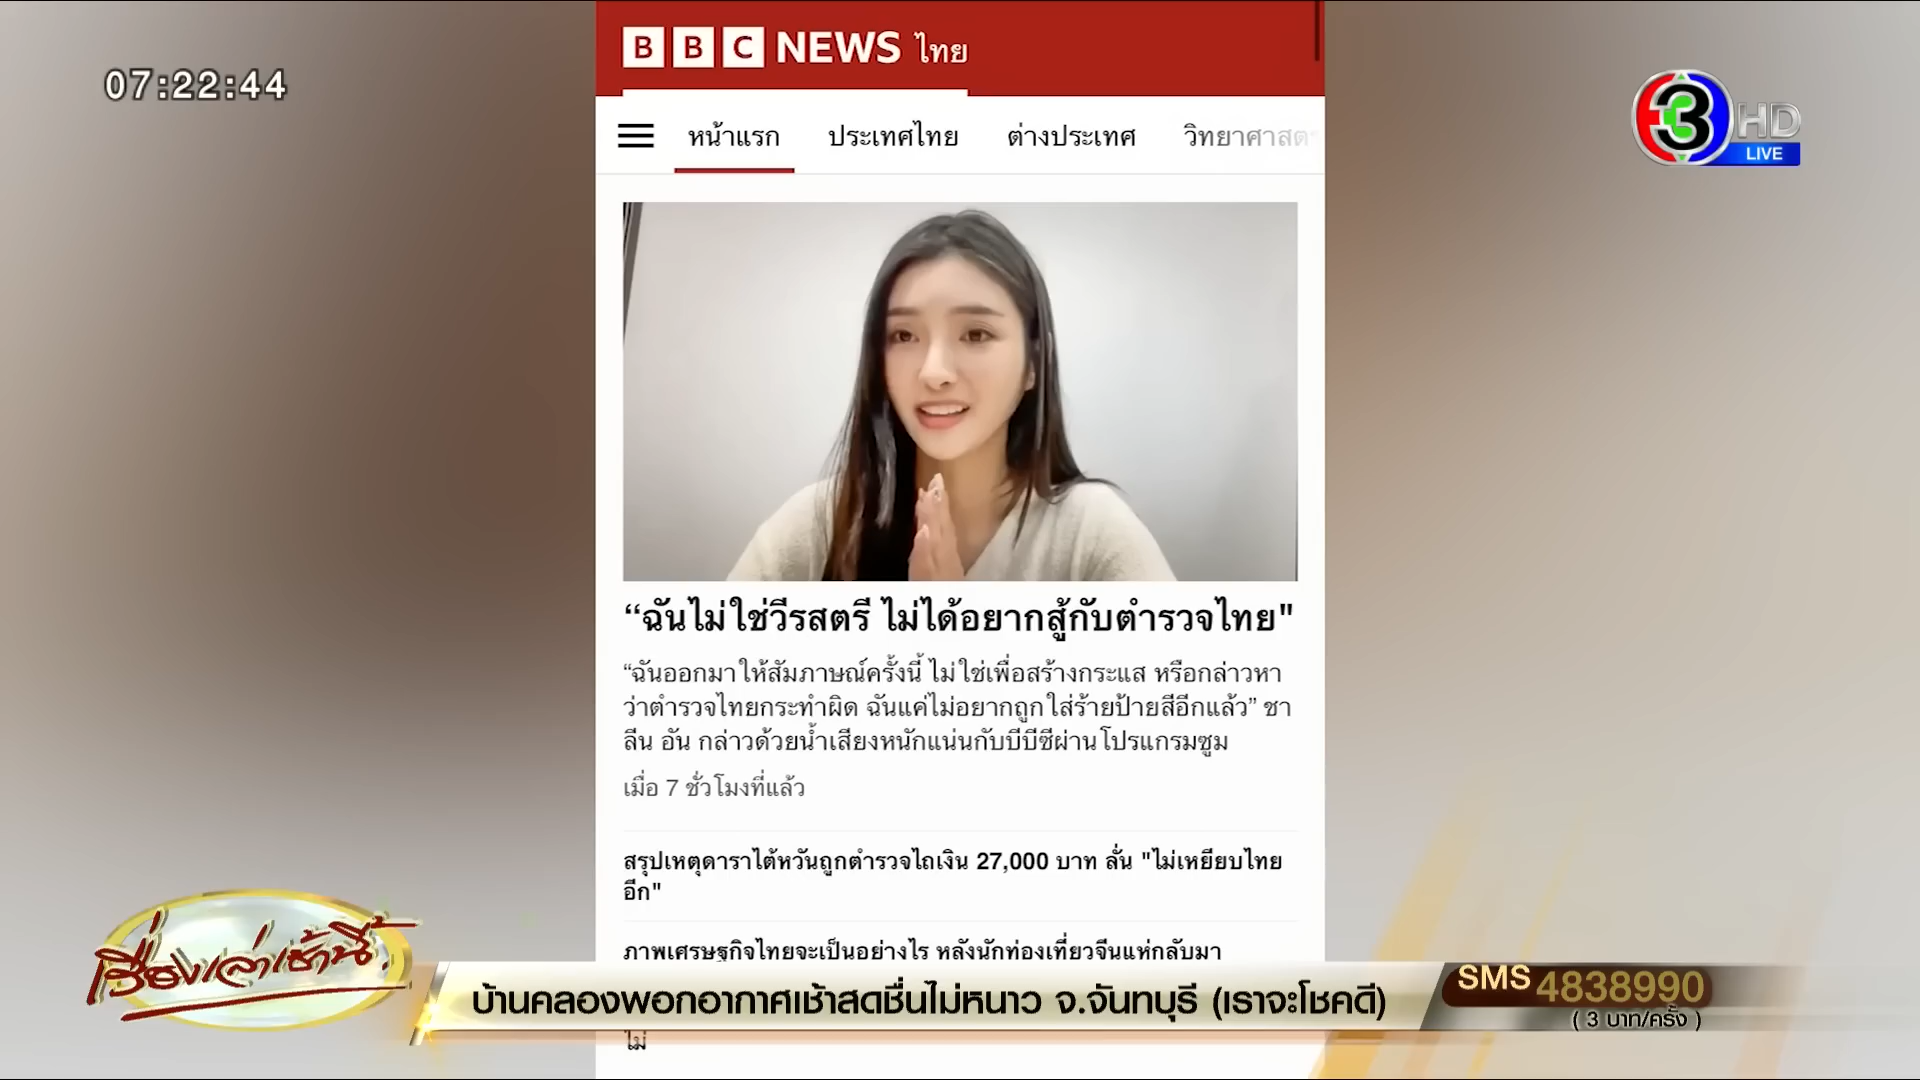 07:22:44
BBC NEWS ไทย
3 HD
LIVE
หน้าแรก ประเทศไทย ต่างประเทศ วิทยาศาสต
“ฉันไม่ใช่วีรสตรี ไม่ได้อยากสู้กับตำรวจไทย"
“ฉันออกมาให้สัมภาษณ์ครั้งนี้ ไม่ใช่เพื่อสร้างกระแส หรือกล่าวหา
ว่าตำรวจไทยกระทำผิด ฉันแค่ไม่อยากถูกใส่ร้ายป้ายสีอีกแล้ว” ชา
ลีน อัน กล่าวด้วยน้ำเสียงหนักแน่นกับบีบีซีผ่านโปรแกรมซูม
เมื่อ 7 ชั่วโมงที่แล้ว
สรุปเหตุดาราไต้หวันถูกตำรวจไถเงิน 27,000 บาท ลั่น "ไม่เหยียบไทย
อีก"
ภาพเศรษฐกิจไทยจะเป็นอย่างไร หลังนักท่องเที่ยวจีนแห่กลับมา
เรื่องเล่าเช้านี้
บ้านคลองพอกอากาศเช้าสดชื่นไม่หนาว จ.จันทบุรี (เราจะโชคดี)
SMS 4838990
( 3 บาท/ครั้ง )
ไม่